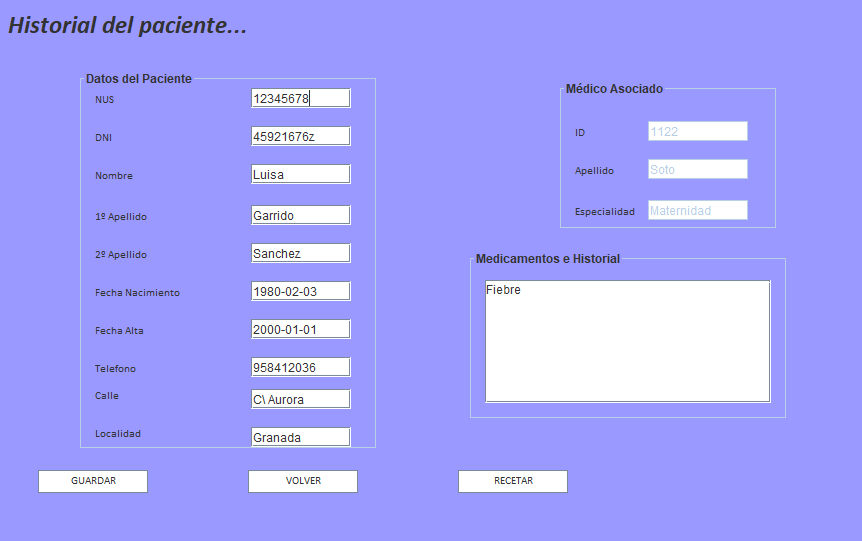 Historial del paciente...
Datos del Paciente
NUS 12345678
DNI 45921676z
Nombre Luisa
1º Apellido Garrido
2º Apellido Sanchez
Fecha Nacimiento 1980-02-03
Fecha Alta 2000-01-01
Telefono 958412036
Calle C\ Aurora
Localidad Granada
Médico Asociado
ID 1122
Apellido Soto
Especialidad Maternidad
Medicamentos e Historial
Fiebre
GUARDAR VOLVER RECETAR